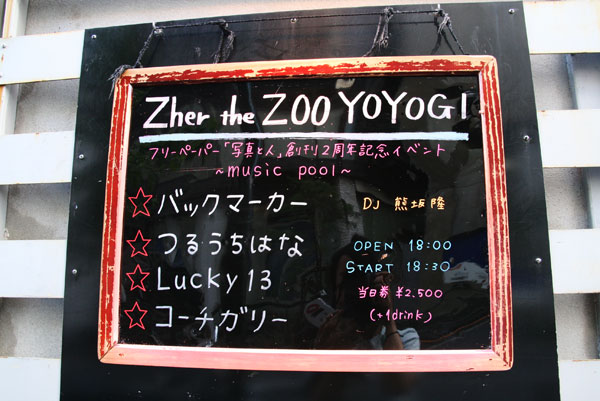 Zher the ZOO YOYOGI
フリーペーパー「写真と人」創刊2周年記念イベント
~music pool~
☆バックマーカー
☆つるうちはな
☆Lucky13
☆コーチガリー
DJ 熊坂隆
OPEN 18:00
START 18:30
当日券 ¥2,500
(+1drink)